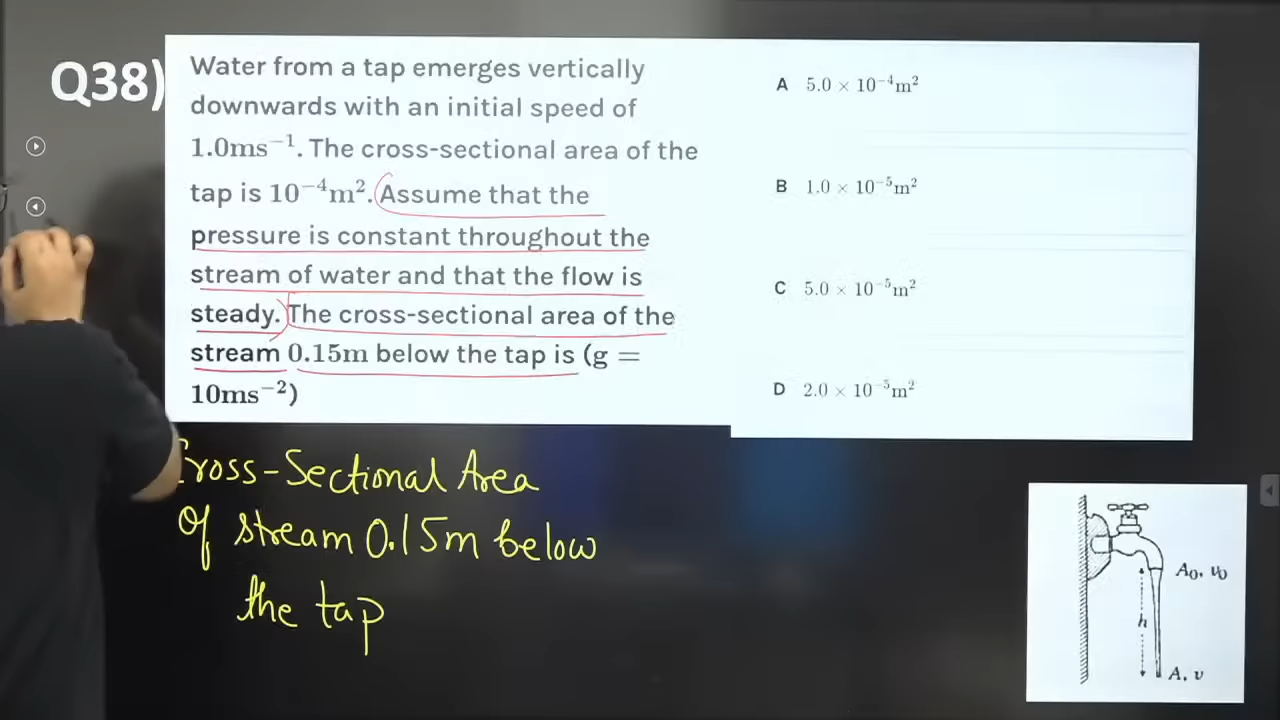 Q38)
Water from a tap emerges vertically
downwards with an initial speed of
1.0ms⁻¹. The cross-sectional area of the
tap is 10⁻⁴m². Assume that the
pressure is constant throughout the
stream of water and that the flow is
steady. The cross-sectional area of the
stream 0.15m below the tap is (g =
10ms⁻²)
A 5.0 × 10⁻⁴m²
B 1.0 × 10⁻⁵m²
C 5.0 × 10⁻⁵m²
D 2.0 × 10⁻⁵m²
Cross-Sectional Area
Of stream 0.15m below
the tap
A₀, v₀
h
A, v